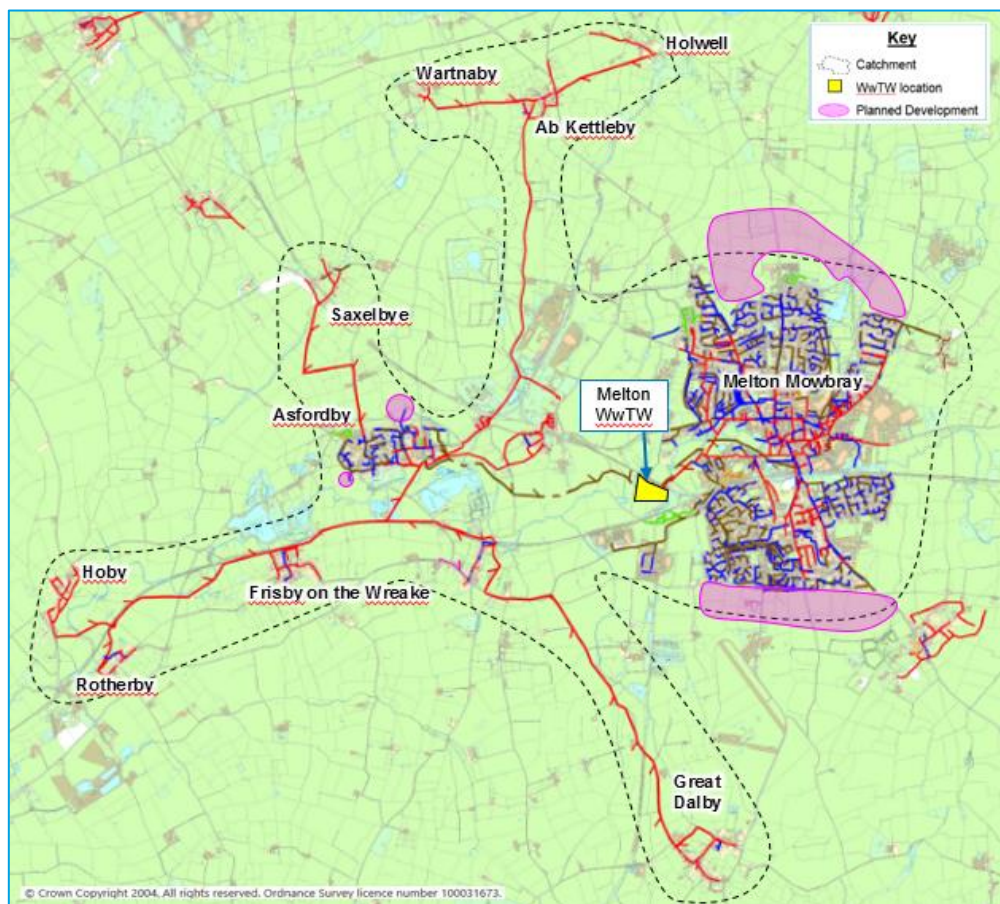 Holwell
Key
Catchment
WwTW location
Planned Development
Wartnaby
Ab Kettleby
Saxelbye
Melton
WwTW
Melton Mowbray
Asfordby
Hoby
Frisby on the Wreake
Rotherby
Great
Dalby
© Crown Copyright 2004. All rights reserved. Ordnance Survey licence number 100031673.